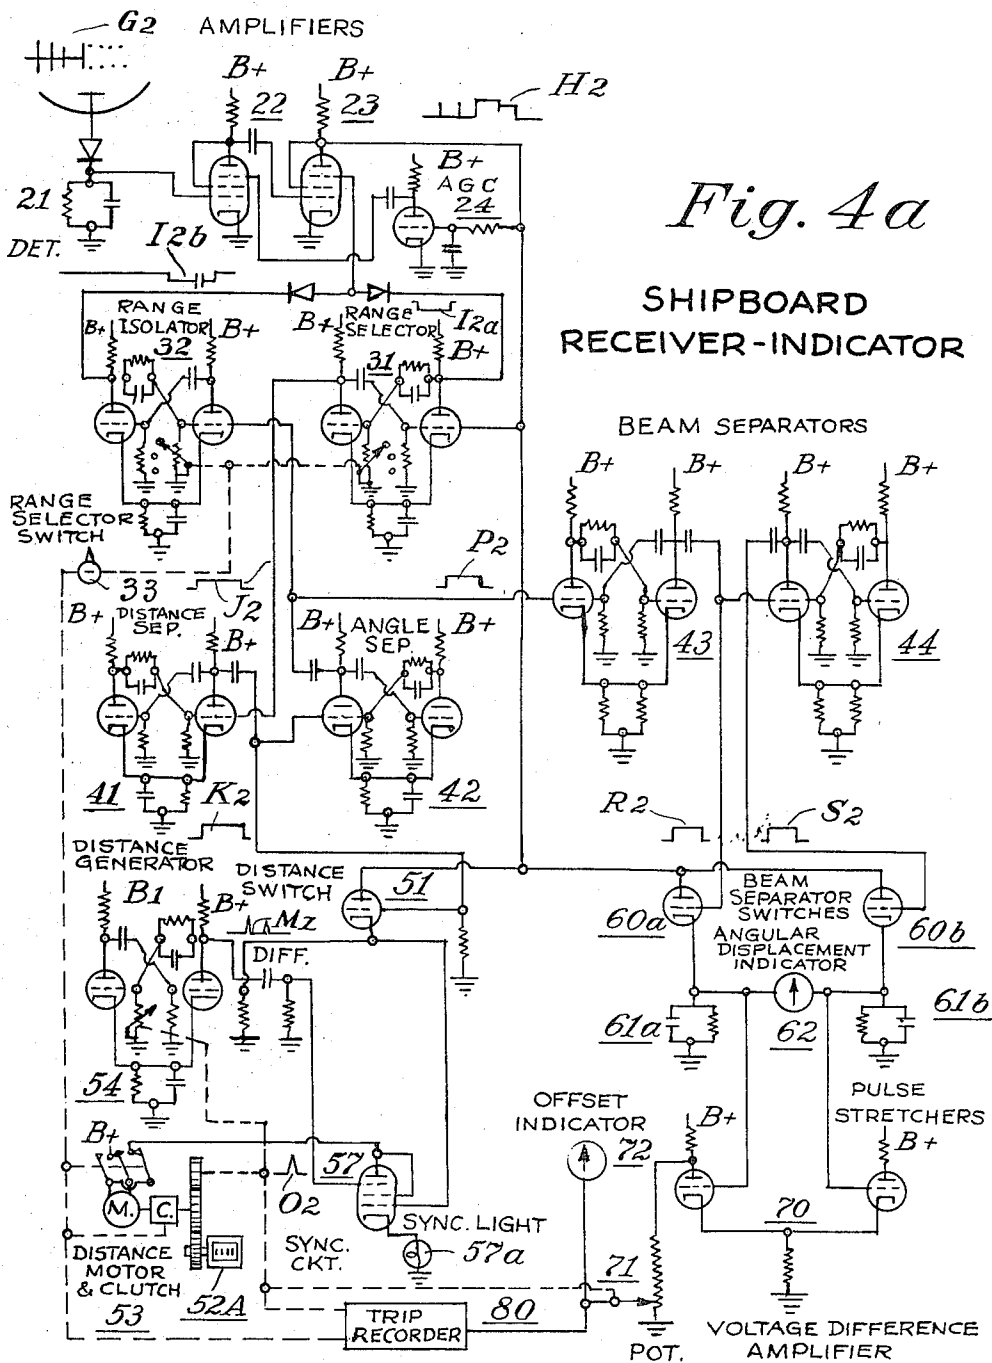 G2
AMPLIFIERS
B+
B+
22
23
H2
B+
AGC
24
21
DET.
I2b
Fig. 4a
SHIPBOARD
RECEIVER-INDICATOR
RANGE
ISOLATOR
32
B+
B+
B+
RANGE
SELECTOR
31
I2a
B+
BEAM SEPARATORS
B+
B+
B+
B+
RANGE
SELECTOR
SWITCH
33
J2
P2
B+
DISTANCE
SEP.
B+
B+
ANGLE
SEP.
B+
43
44
41
K2
42
R2
S2
DISTANCE
GENERATOR
B1
B+
DISTANCE
SWITCH
51
M2
DIFF.
60a
BEAM
SEPARATOR
SWITCHES
60b
ANGULAR
DISPLACEMENT
INDICATOR
61a
62
61b
54
OFFSET
INDICATOR
72
B+
PULSE
STRETCHERS
B+
B+
M.
C.
57
O2
SYNC. LIGHT
57a
SYNC.
CKT.
70
DISTANCE
MOTOR
& CLUTCH
53
52A
71
TRIP
RECORDER
80
POT.
VOLTAGE DIFFERENCE
AMPLIFIER